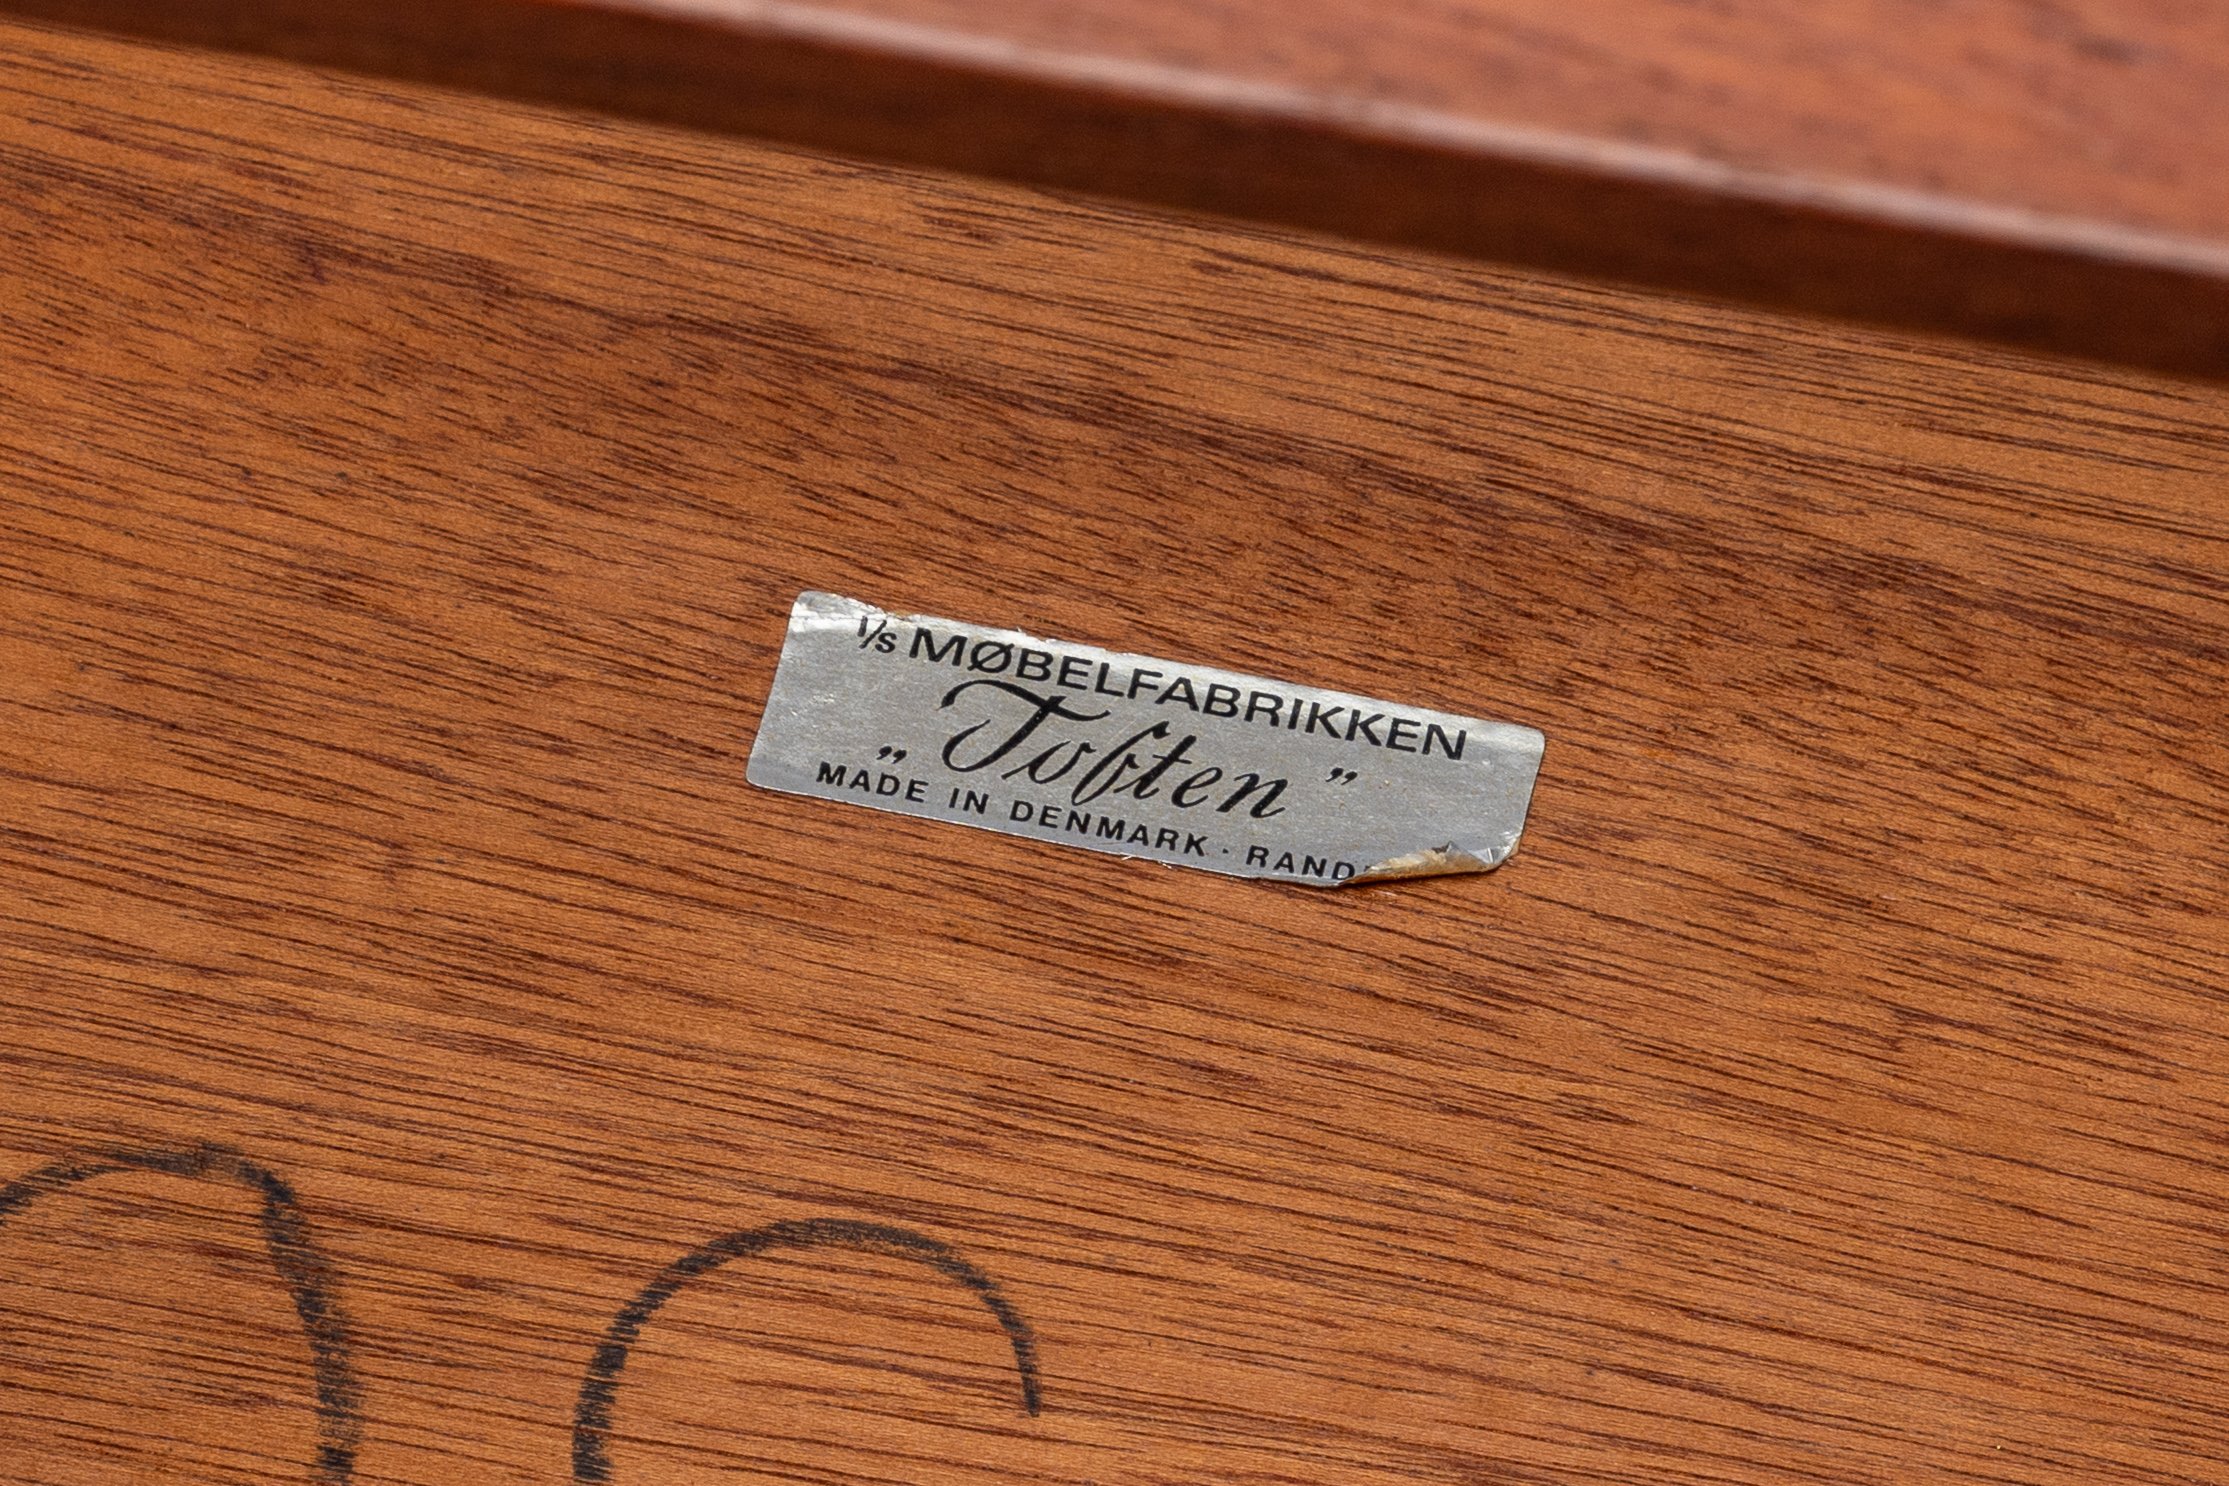 I/S MØBELFABRIKKEN
„Toften”
MADE IN DENMARK · RAND